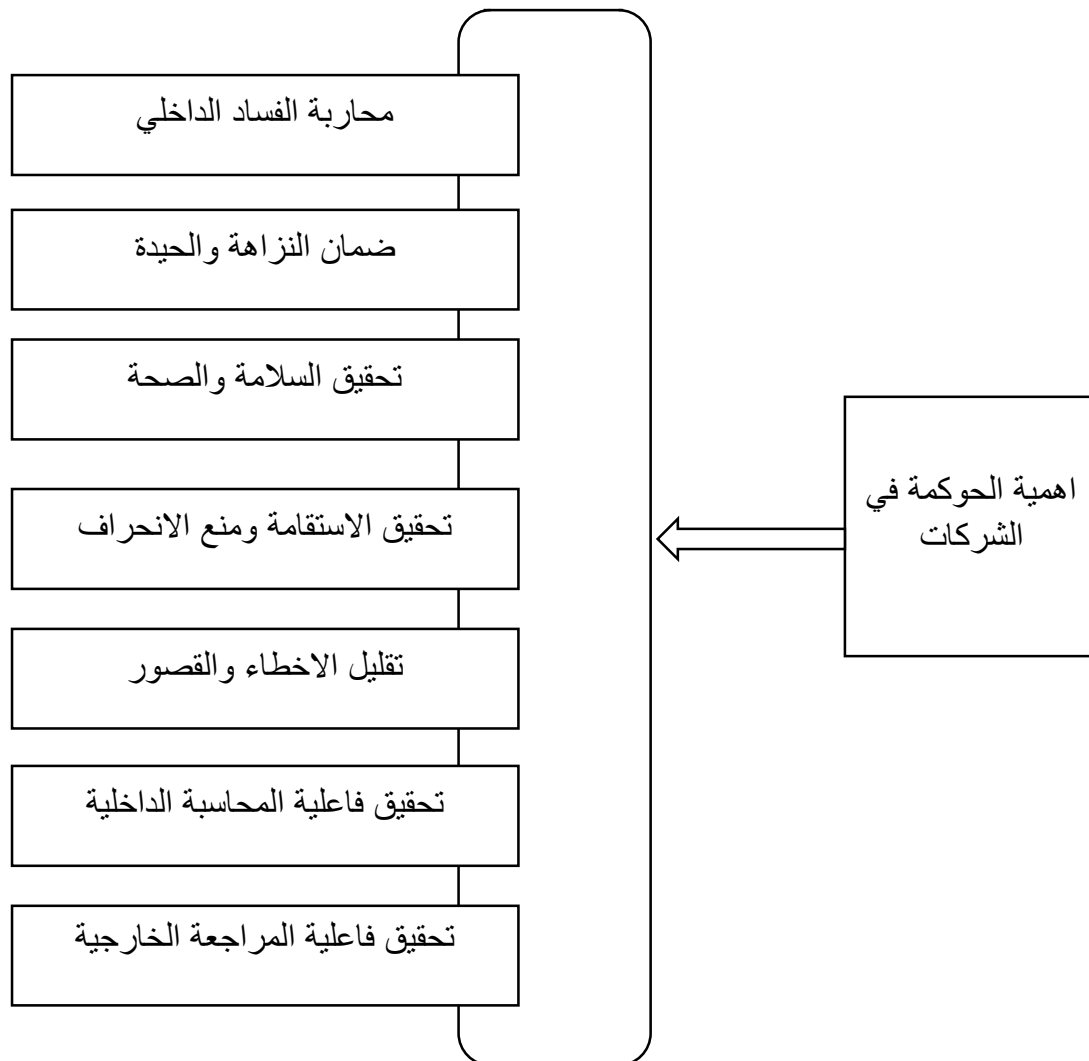 اهمية الحوكمة في
الشركات
محاربة الفساد الداخلي
ضمان النزاهة والحيدة
تحقيق السلامة والصحة
تحقيق الاستقامة ومنع الانحراف
تقليل الاخطاء والقصور
تحقيق فاعلية المحاسبة الداخلية
تحقيق فاعلية المراجعة الخارجية